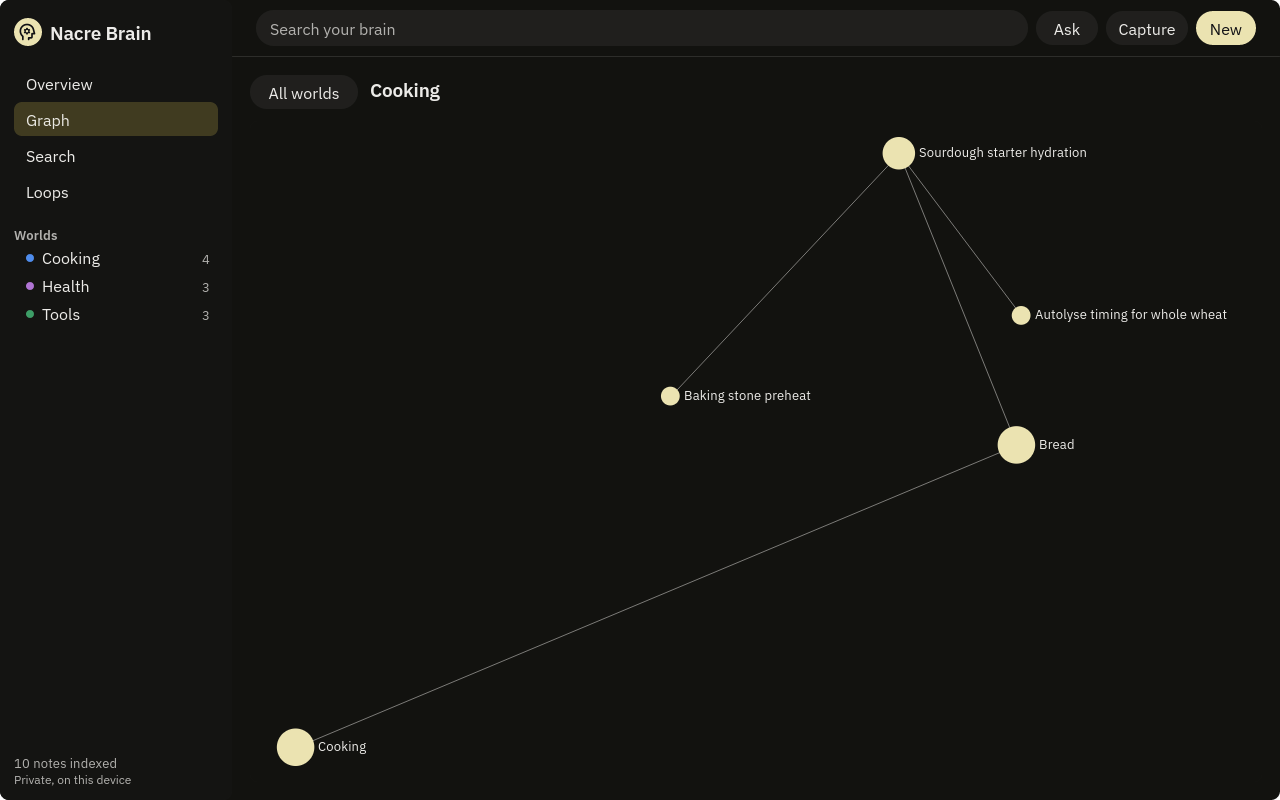 Nacre Brain
Search your brain
Ask
Capture
New
Overview
Graph
Search
Loops
Worlds
Cooking 4
Health 3
Tools 3
10 notes indexed
Private, on this device
All worlds
Cooking
Sourdough starter hydration
Autolyse timing for whole wheat
Baking stone preheat
Bread
Cooking